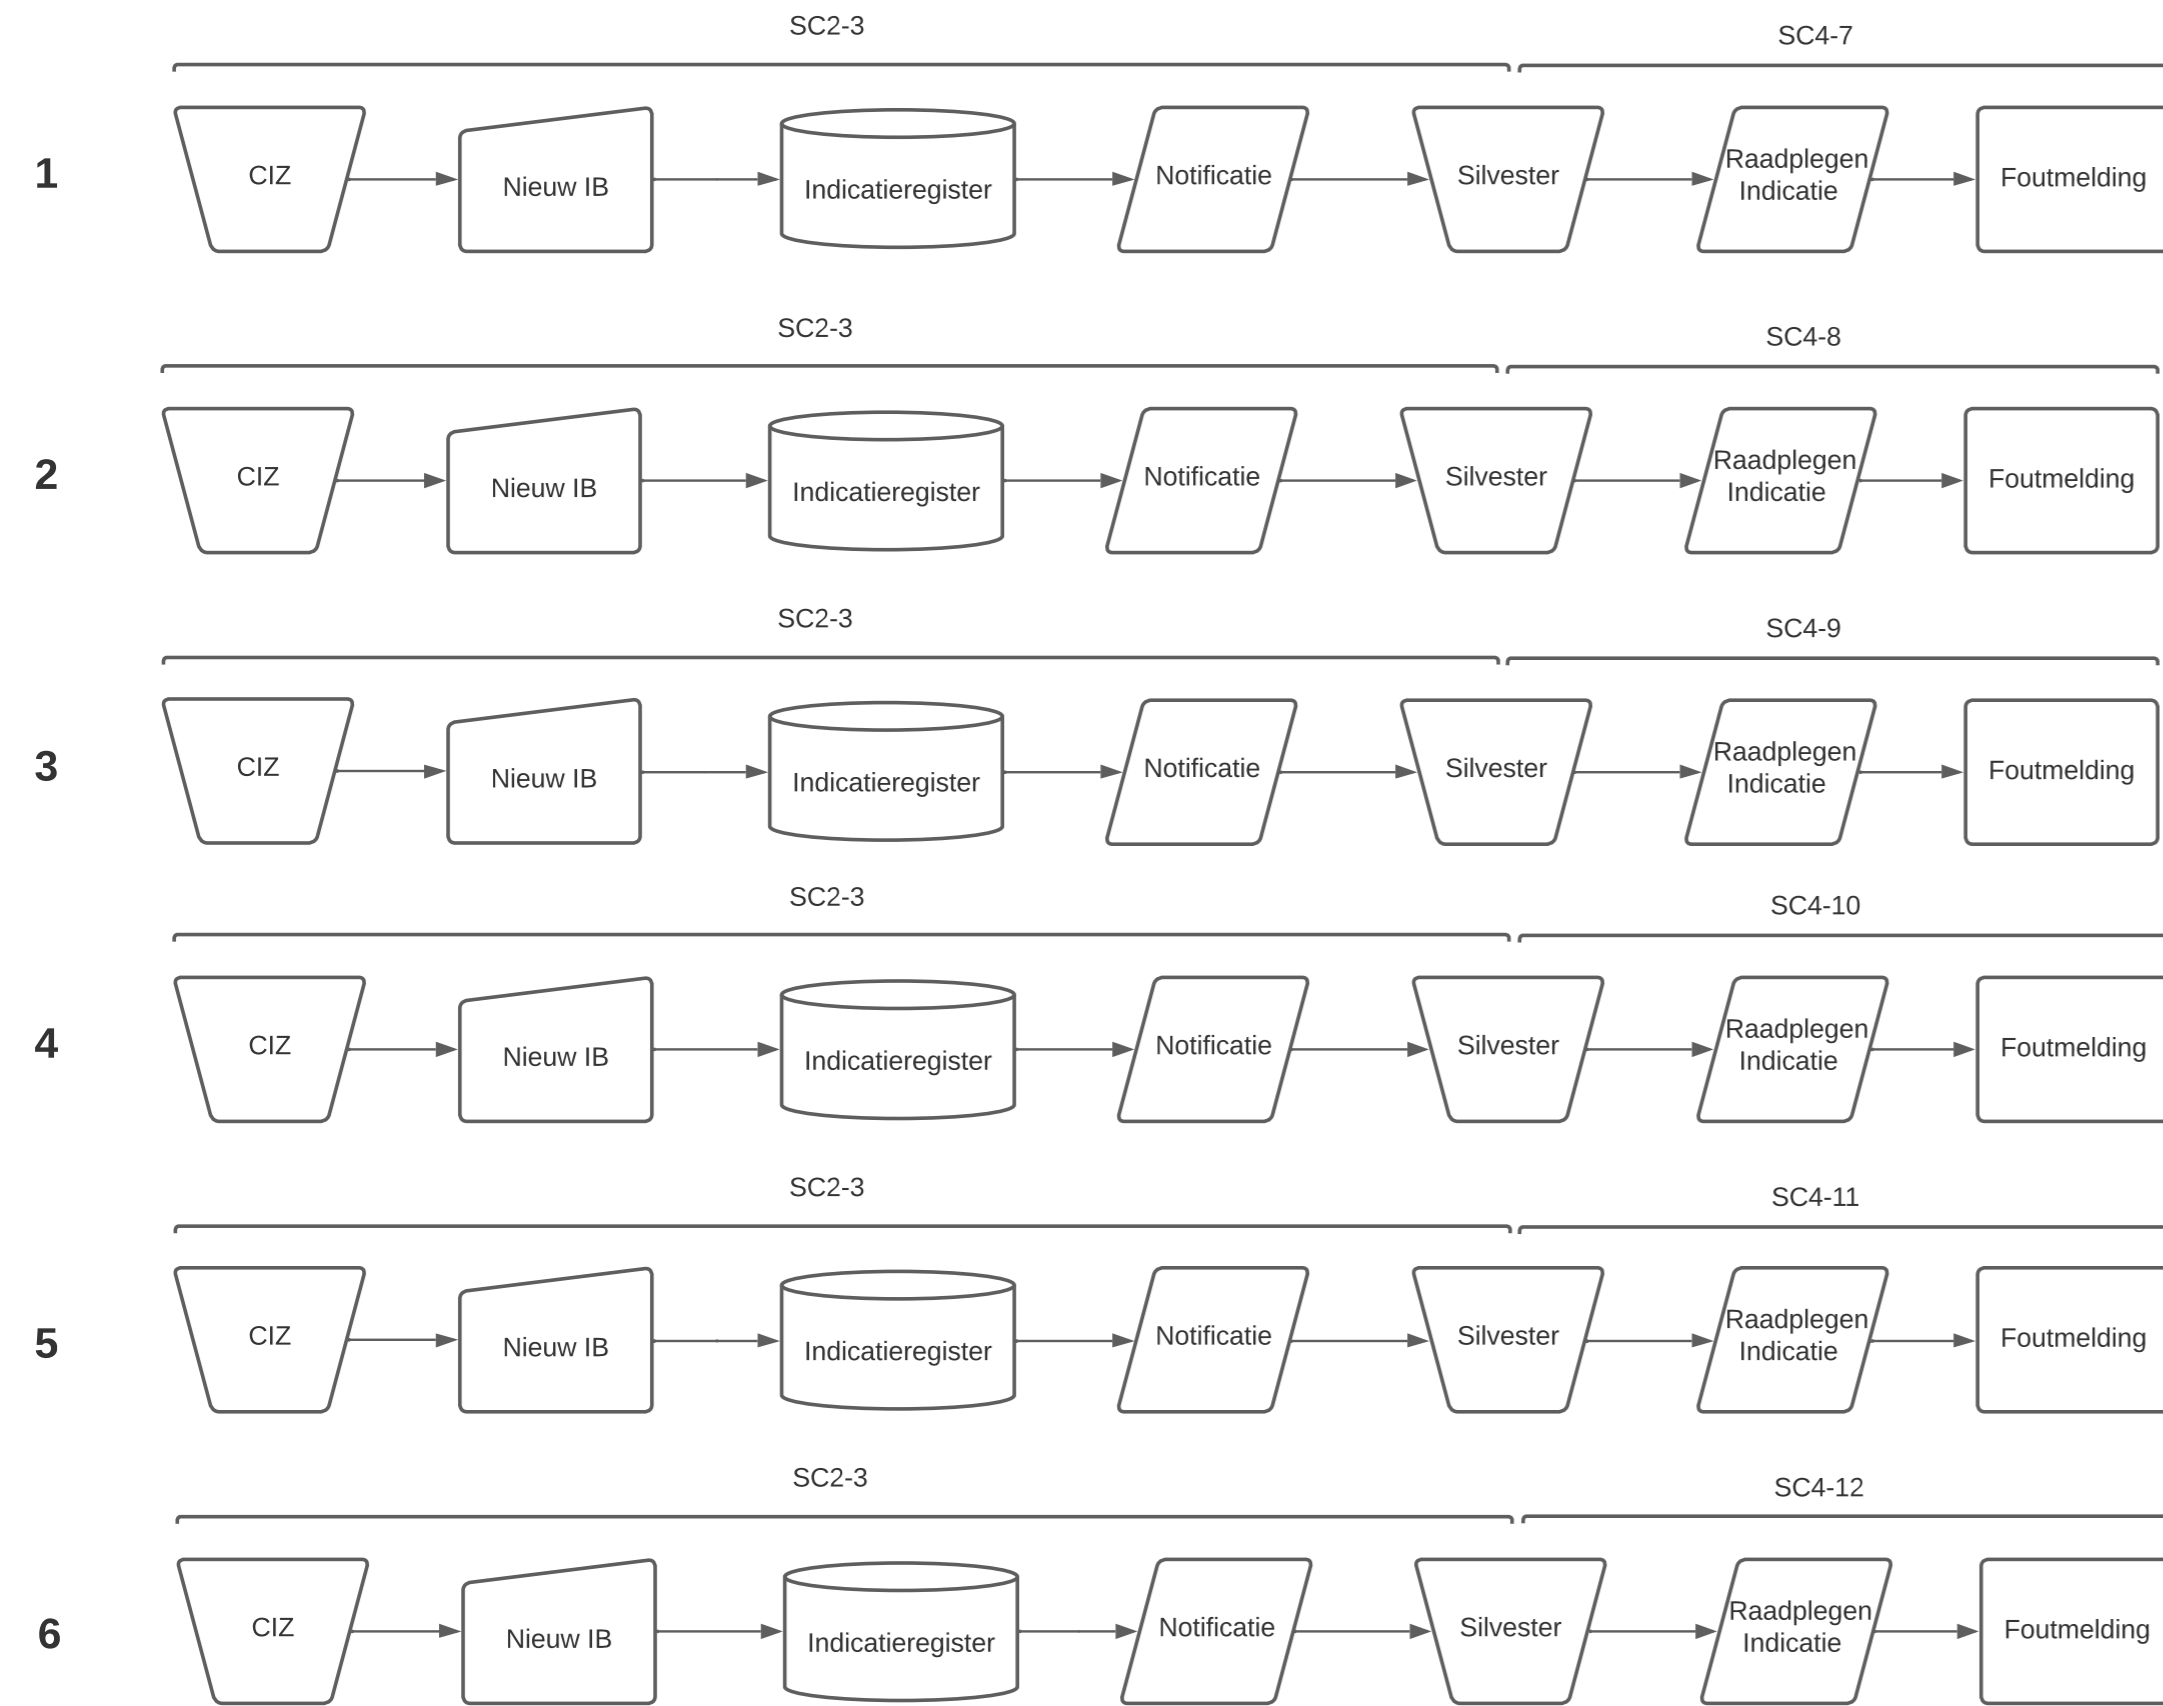 SC2-3
SC4-7
1
CIZ
Nieuw IB
Indicatieregister
Notificatie
Silvester
Raadplegen
Indicatie
Foutmelding
SC2-3
SC4-8
2
CIZ
Nieuw IB
Indicatieregister
Notificatie
Silvester
Raadplegen
Indicatie
Foutmelding
SC2-3
SC4-9
3
CIZ
Nieuw IB
Indicatieregister
Notificatie
Silvester
Raadplegen
Indicatie
Foutmelding
SC2-3
SC4-10
4
CIZ
Nieuw IB
Indicatieregister
Notificatie
Silvester
Raadplegen
Indicatie
Foutmelding
SC2-3
SC4-11
5
CIZ
Nieuw IB
Indicatieregister
Notificatie
Silvester
Raadplegen
Indicatie
Foutmelding
SC2-3
SC4-12
6
CIZ
Nieuw IB
Indicatieregister
Notificatie
Silvester
Raadplegen
Indicatie
Foutmelding